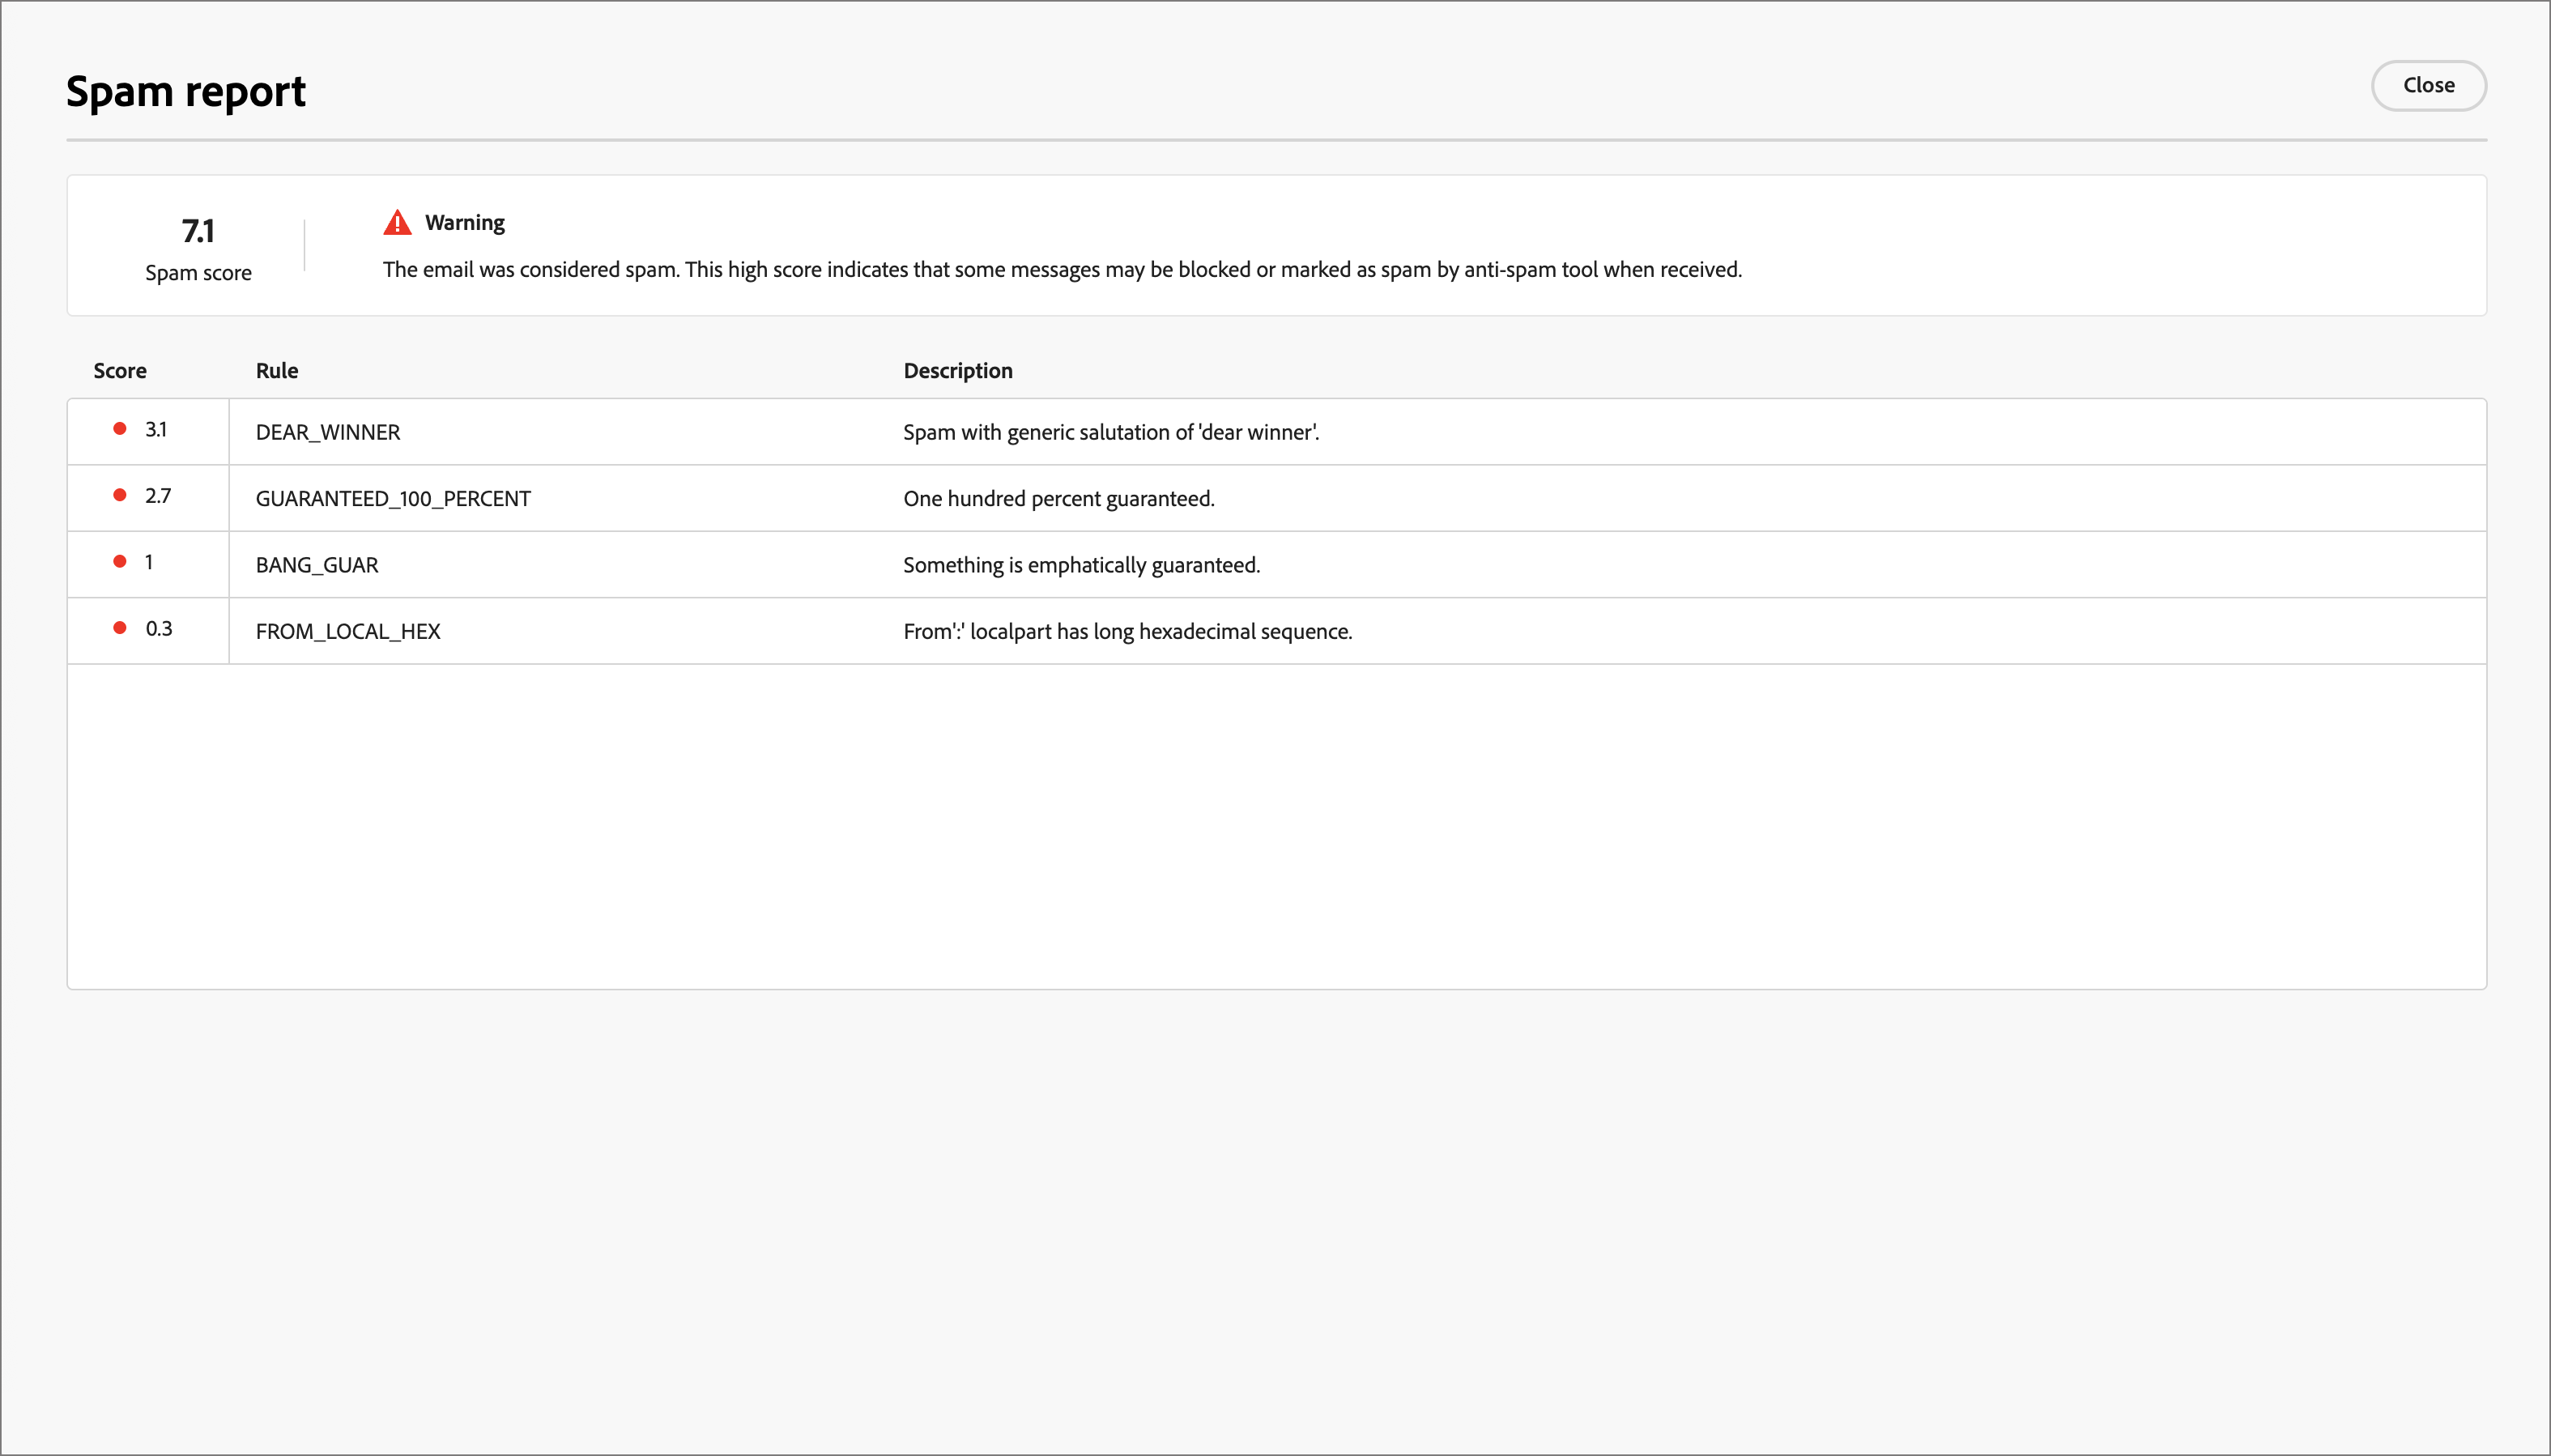 Spam report
Close
7.1
Spam score
Warning
The email was considered spam. This high score indicates that some messages may be blocked or marked as spam by anti-spam tool when received.
Score Rule Description
3.1 DEAR_WINNER Spam with generic salutation of 'dear winner'.
2.7 GUARANTEED_100_PERCENT One hundred percent guaranteed.
1 BANG_GUAR Something is emphatically guaranteed.
0.3 FROM_LOCAL_HEX From':' localpart has long hexadecimal sequence.